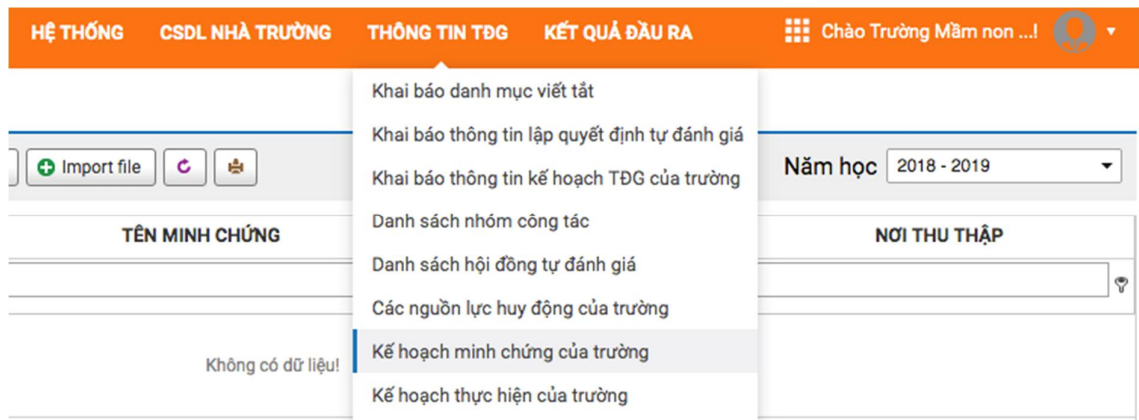 HỆ THỐNG CSDL NHÀ TRƯỜNG THÔNG TIN TĐG KẾT QUẢ ĐẦU RA Chào Trường Mầm non ...!
Khai báo danh mục viết tắt
Khai báo thông tin lập quyết định tự đánh giá
Import file Năm học 2018 - 2019
Khai báo thông tin kế hoạch TĐG của trường
Danh sách nhóm công tác
TÊN MINH CHỨNG NƠI THU THẬP
Danh sách hội đồng tự đánh giá
Các nguồn lực huy động của trường
Kế hoạch minh chứng của trường
Không có dữ liệu!
Kế hoạch thực hiện của trường